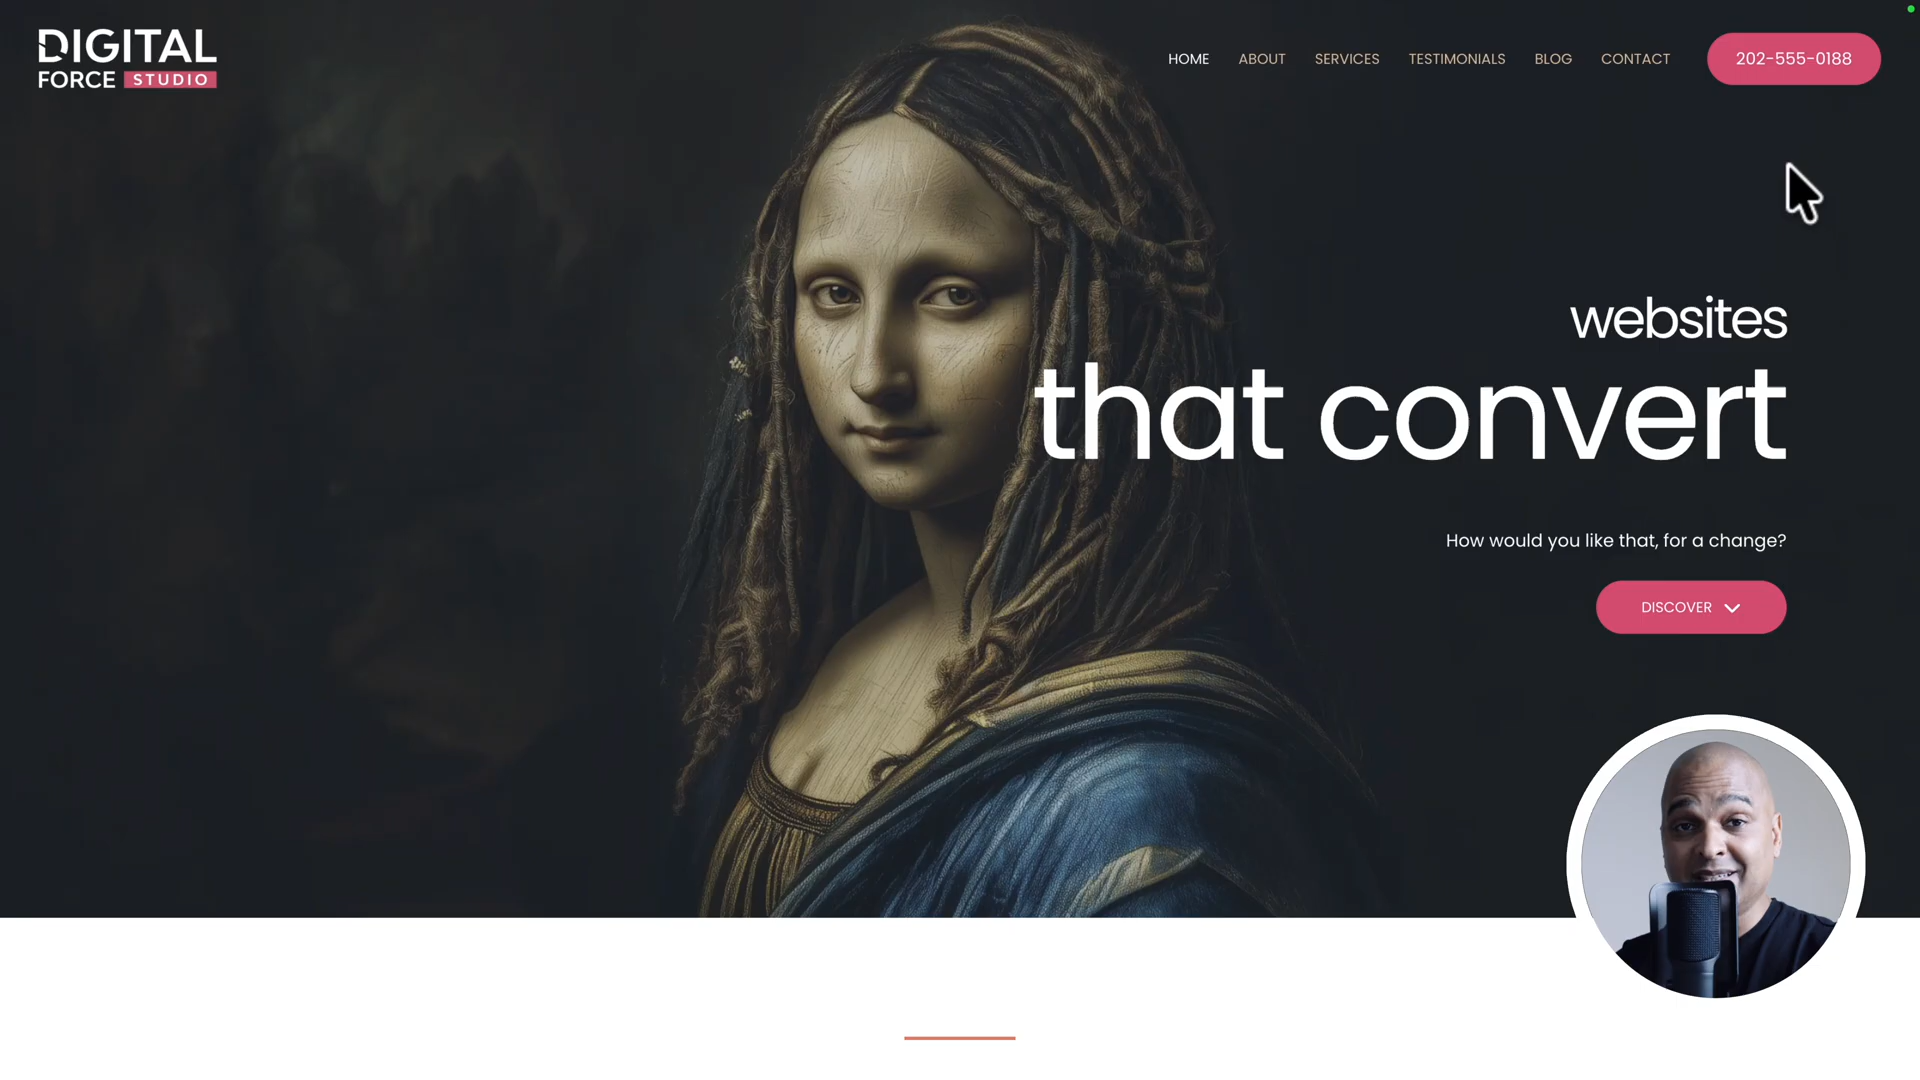 DIGITAL
FORCE STUDIO
HOME ABOUT SERVICES TESTIMONIALS BLOG CONTACT 202-555-0188
websites
that convert
How would you like that, for a change?
DISCOVER